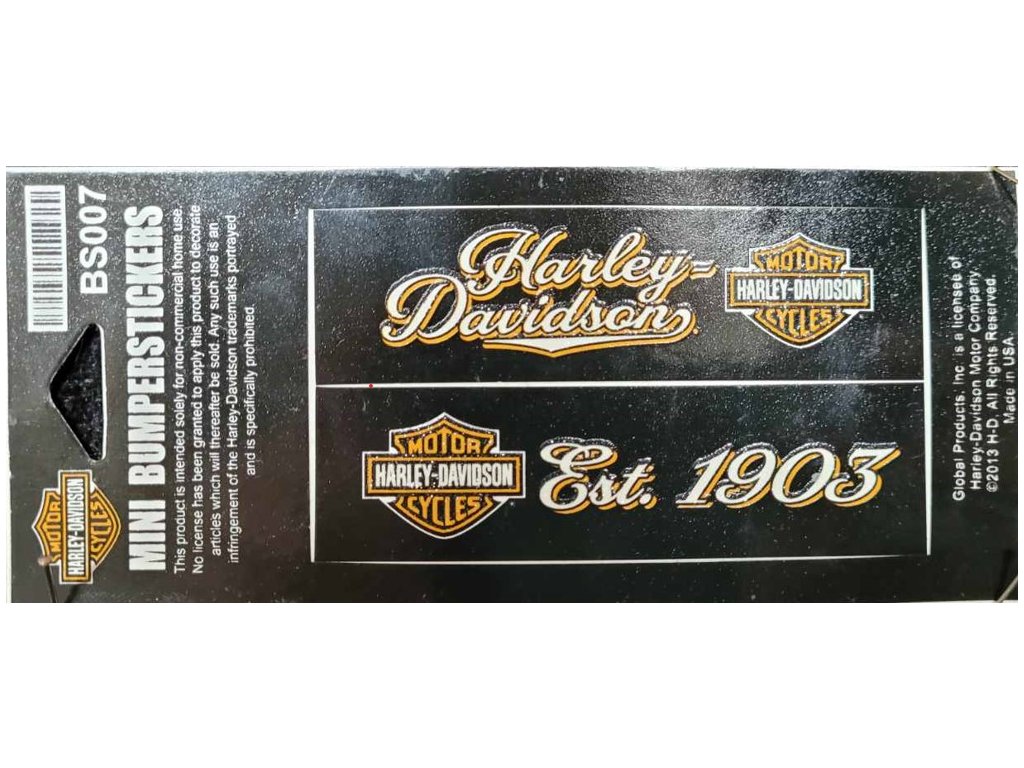 BS007
MOTOR
HARLEY-DAVIDSON
CYCLES
MINI BUMPERSTICKERS
This product is intended solely for non-commercial home use.
No license has been granted to apply this product to decorate
articles which will thereafter be sold. Any such use is an
infringement of the Harley-Davidson trademarks portrayed
and is specifically prohibited.
Harley-
Davidson
MOTOR
HARLEY-DAVIDSON
CYCLES
MOTOR
HARLEY-DAVIDSON
CYCLES
Est. 1903
Global Products, Inc. is a licensee of
Harley-Davidson Motor Company.
©2013 H-D. All Rights Reserved.
Made in USA.